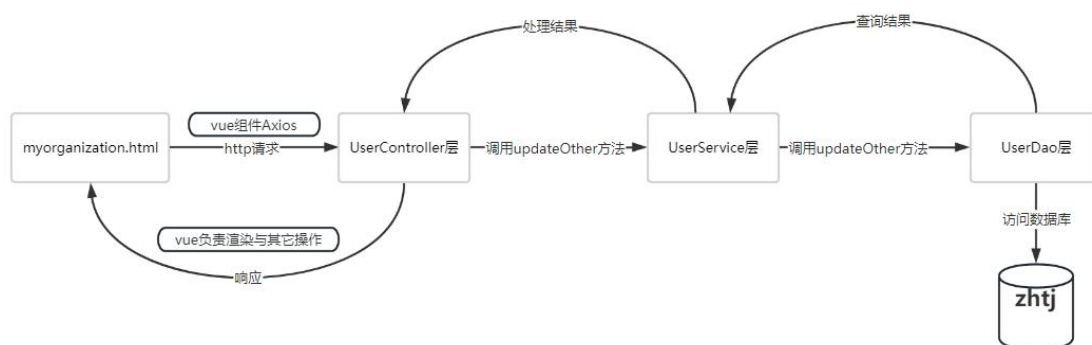 处理结果
查询结果
vue组件Axios
myorganization.html
http请求
UserController层
调用updateOther方法
UserService层
调用updateOther方法
UserDao层
访问数据库
vue负责渲染与其它操作
响应
zhtj